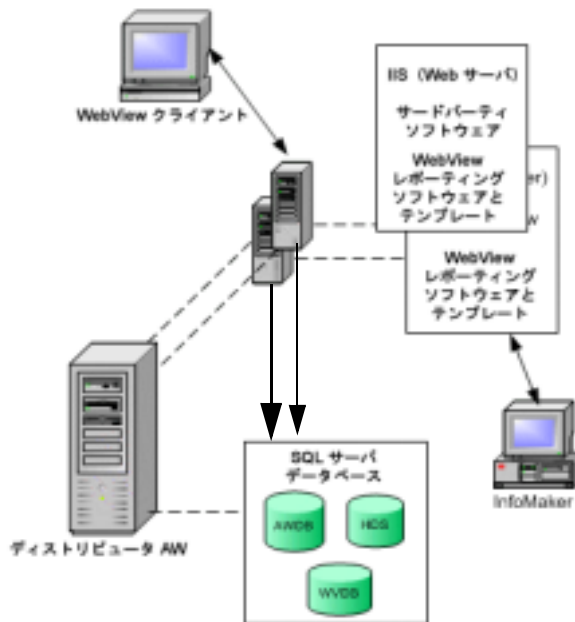 WebView クライアント
IIS (Web サーバ)
サードパーティ
ソフトウェア
WebView
レポーティング
ソフトウェアと
テンプレート
er)
w
WebView
レポーティング
ソフトウェアと
テンプレート
InfoMaker
SQL サーバ
データベース
AWDB
HDS
WVDB
ディストリビュータ AW